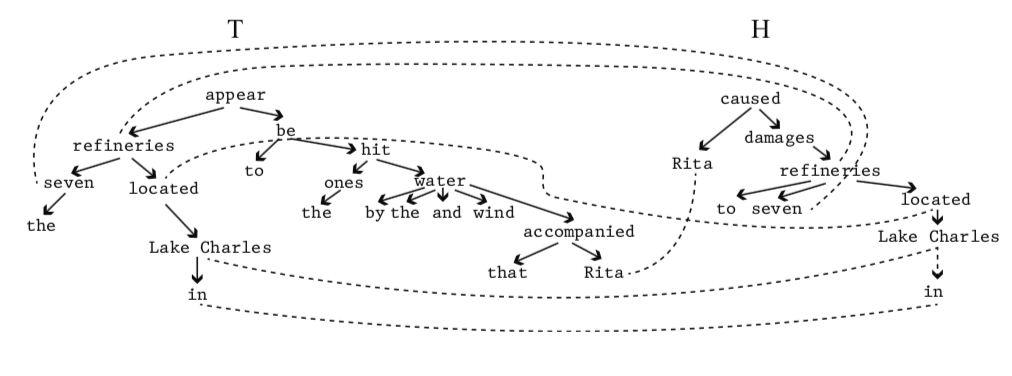 T H
appear caused
be damages
refineries hit Rita refineries
to
seven located ones water to seven located
the the by the and wind
accompanied Lake Charles
Lake Charles
that Rita
in in